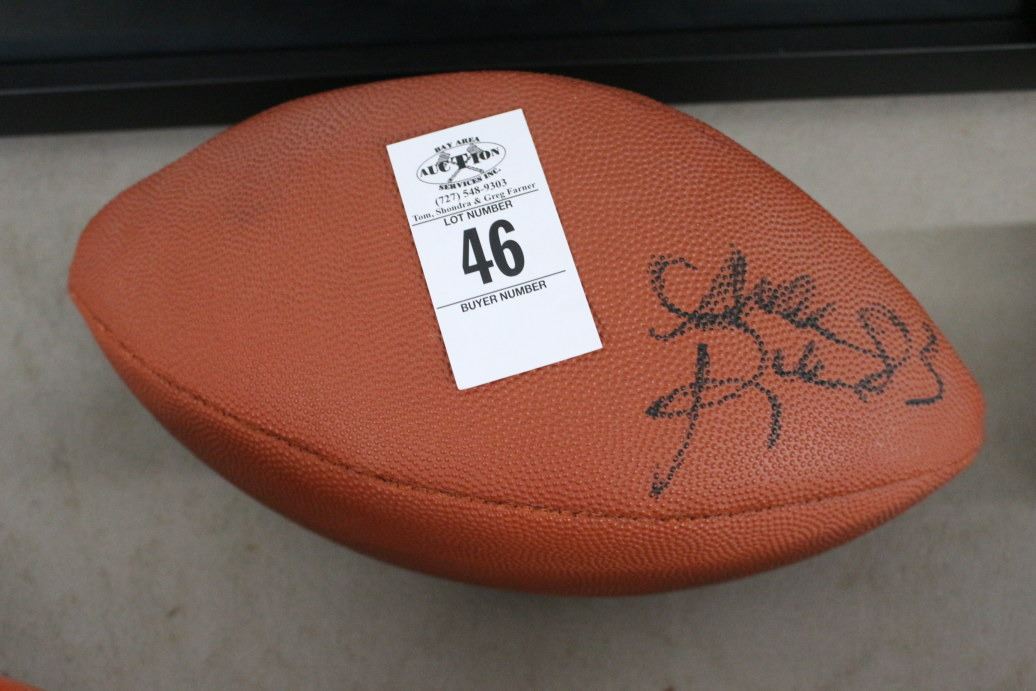 BAY AREA
AUCTION
SERVICES INC.
(727) 548-9303
Tom, Shondra & Greg Farner
LOT NUMBER
46
BUYER NUMBER